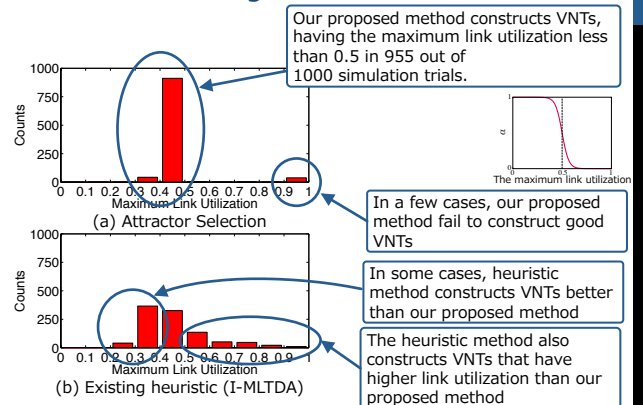 Our proposed method constructs VNTs,
having the maximum link utilization less
than 0.5 in 955 out of
1000 simulation trials.
1000
750
500
250
0
Counts
0 0.1 0.2 0.3 0.4 0.5 0.6 0.7 0.8 0.9 1
Maximum Link Utilization
(a) Attractor Selection
1
α
0
0 0.5 1
The maximum link utilization
In a few cases, our proposed
method fail to construct good
VNTs
1000
750
500
250
0
Counts
0 0.1 0.2 0.3 0.4 0.5 0.6 0.7 0.8 0.9 1
Maximum Link Utilization
(b) Existing heuristic (I-MLTDA)
In some cases, heuristic
method constructs VNTs better
than our proposed method
The heuristic method also
constructs VNTs that have
higher link utilization than our
proposed method